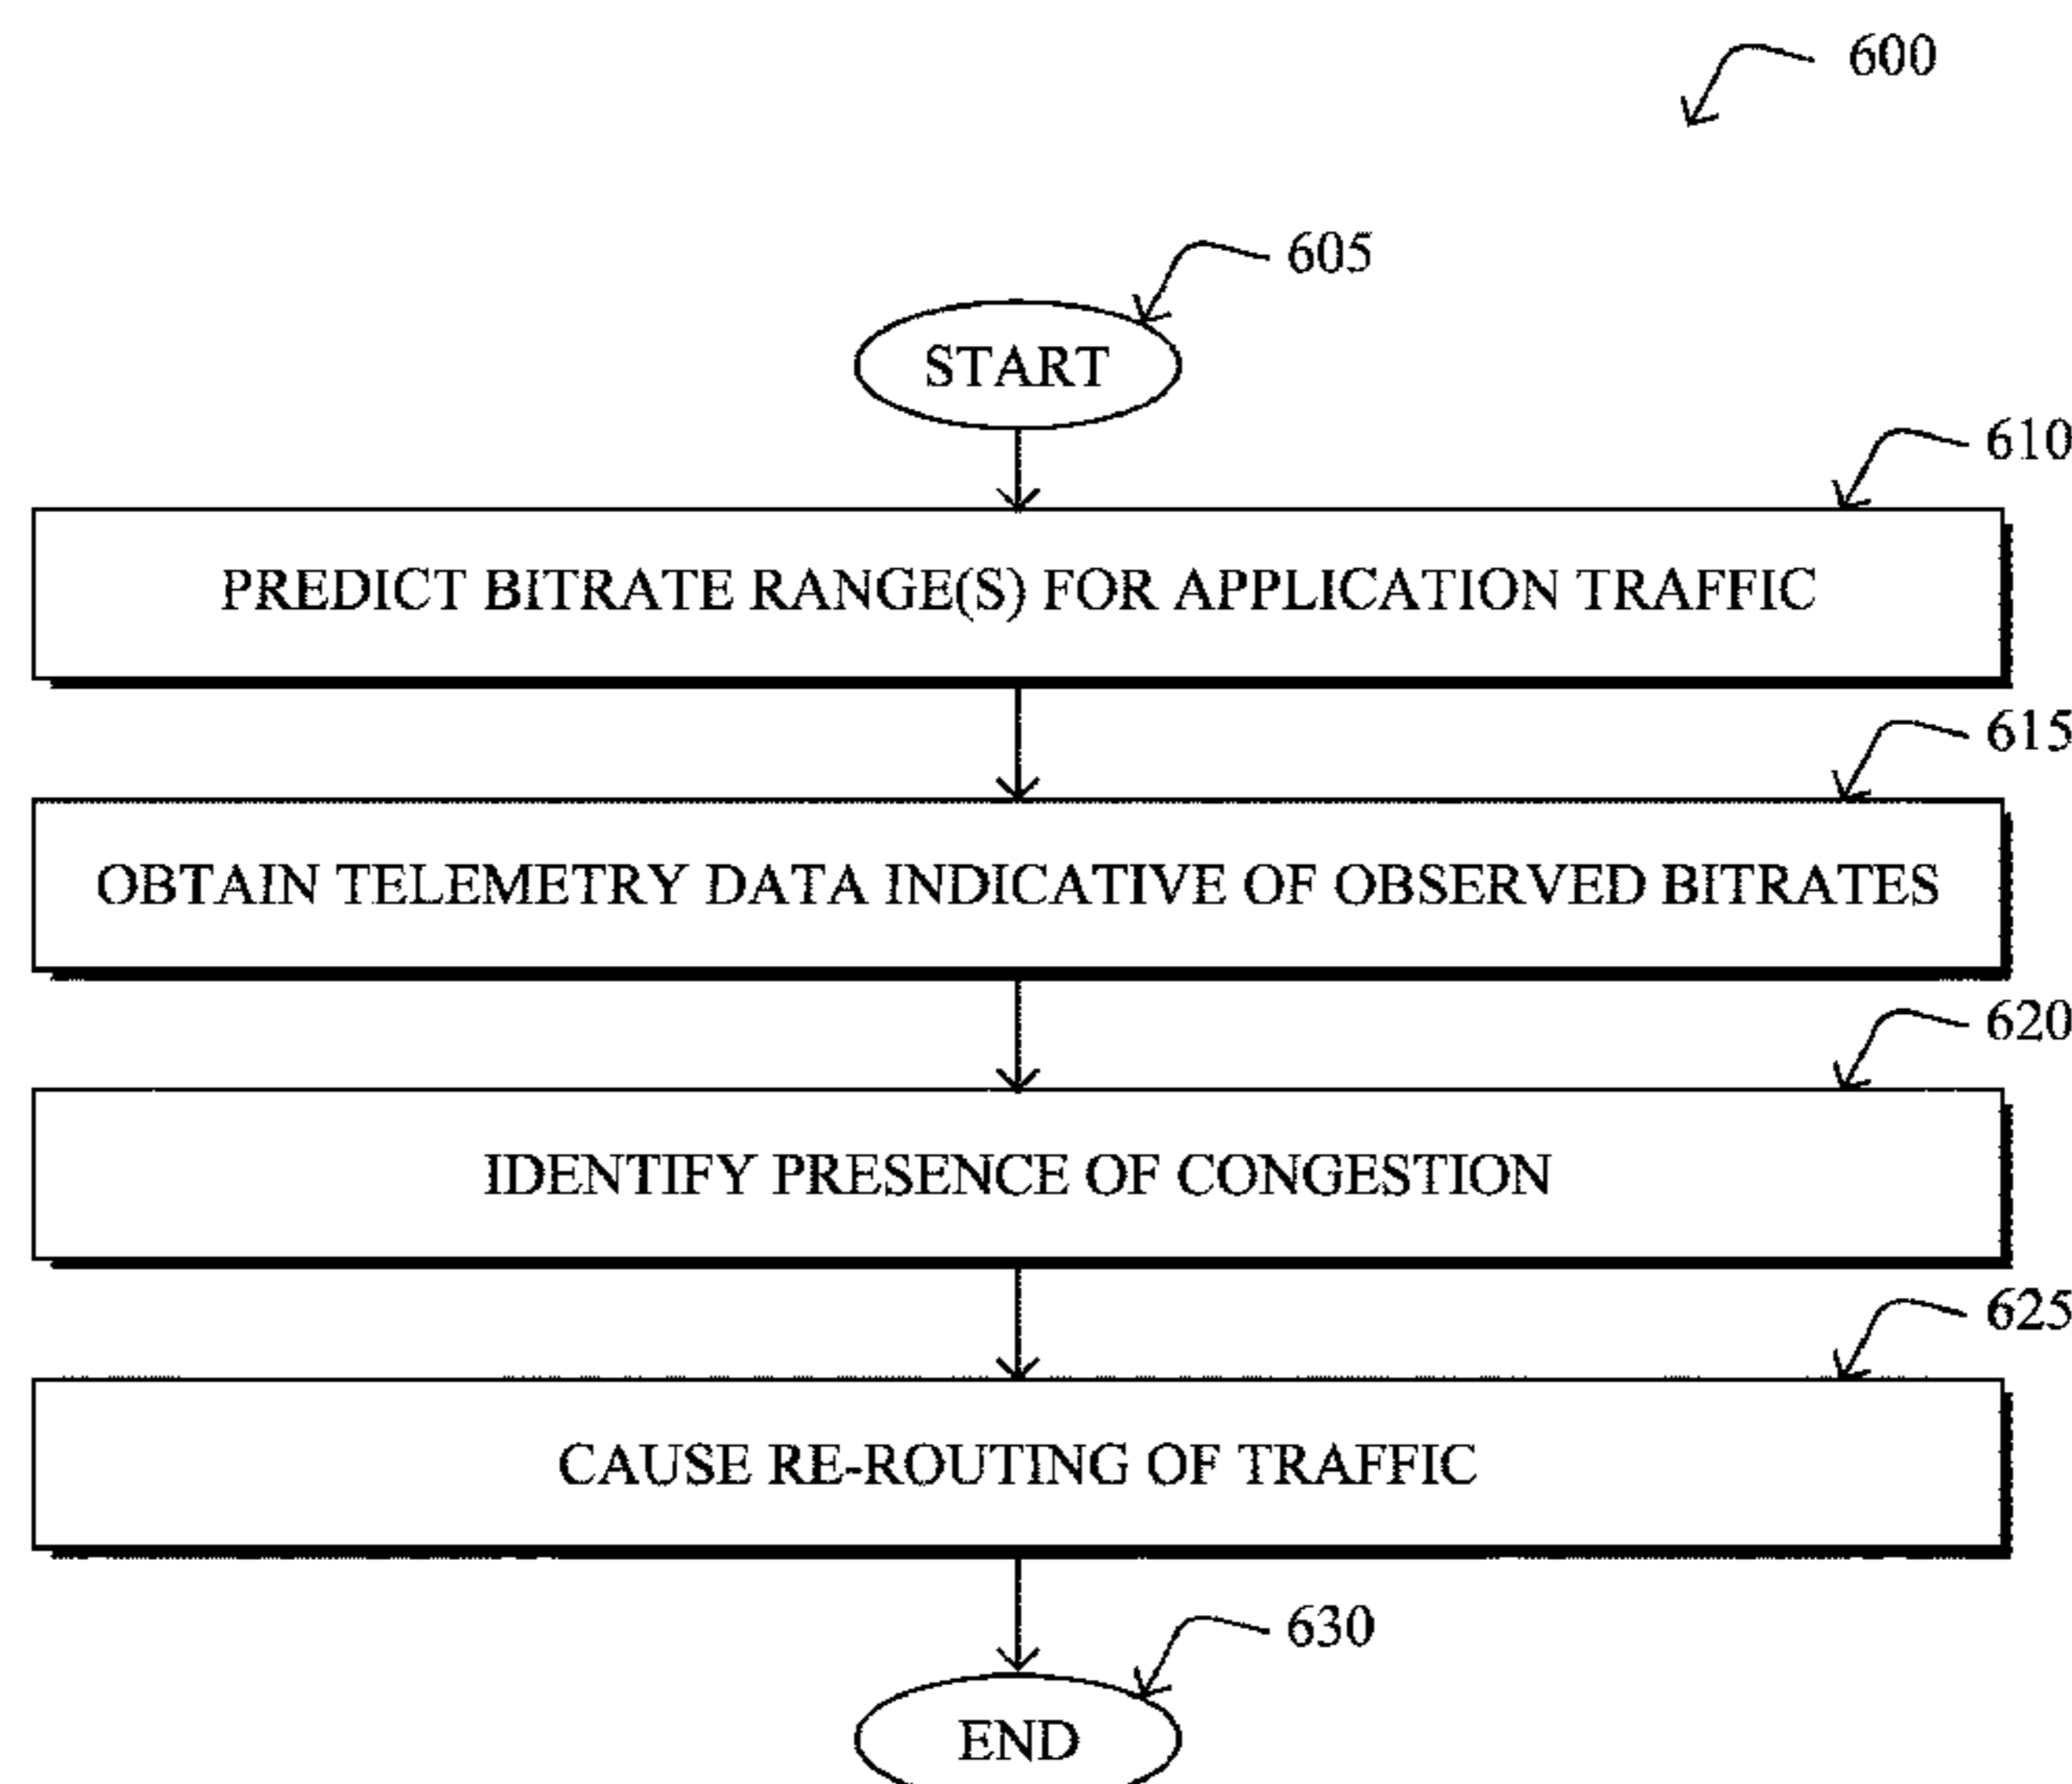 600
605
START
610
PREDICT BITRATE RANGE(S) FOR APPLICATION TRAFFIC
615
OBTAIN TELEMETRY DATA INDICATIVE OF OBSERVED BITRATES
620
IDENTIFY PRESENCE OF CONGESTION
625
CAUSE RE-ROUTING OF TRAFFIC
630
END